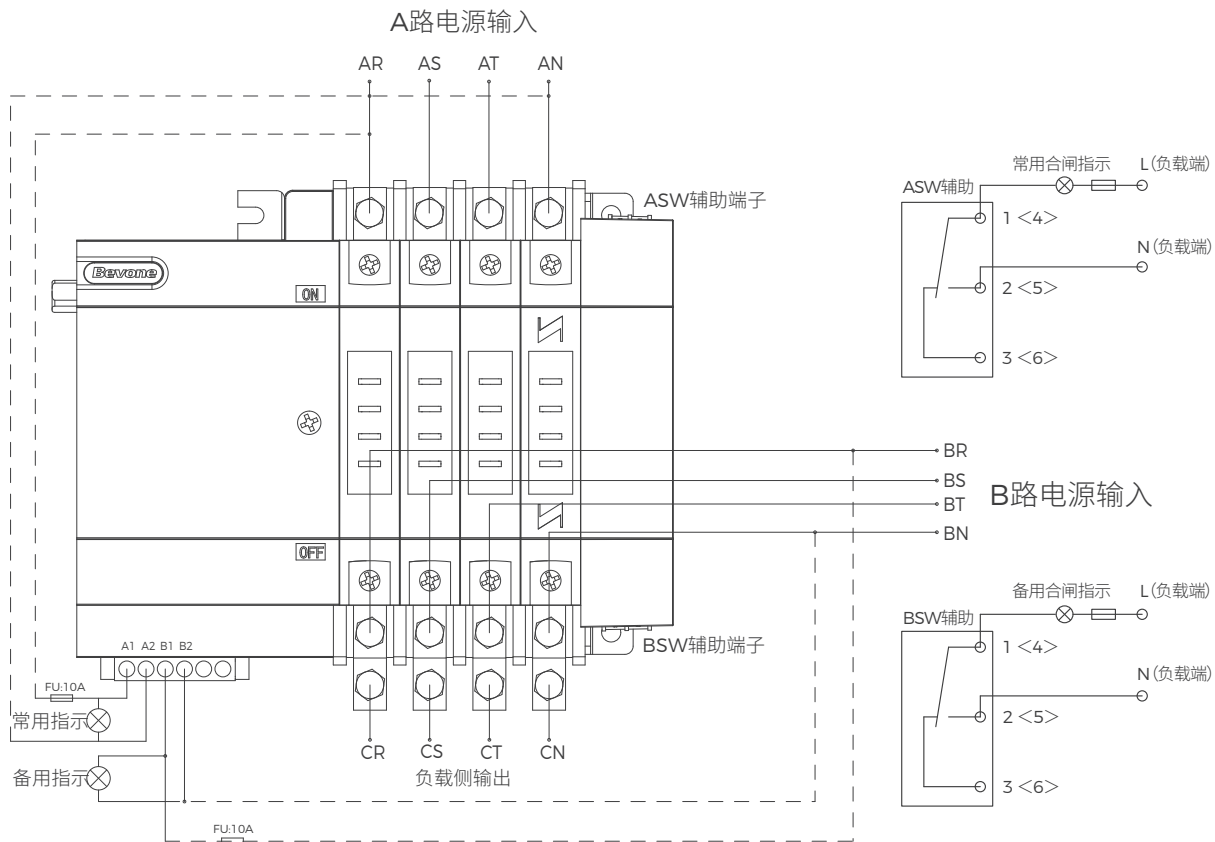 A路电源输入
AR AS AT AN
ASW辅助端子
Bevone
ON
OFF
A1 A2 B1 B2
FU:10A
常用指示
备用指示
FU:10A
CR CS CT CN
负载侧输出
BSW辅助端子
BR
BS
BT
BN
B路电源输入
常用合闸指示 L(负载端)
ASW辅助
1 <4>
N(负载端)
2 <5>
3 <6>
备用合闸指示 L(负载端)
BSW辅助
1 <4>
N(负载端)
2 <5>
3 <6>